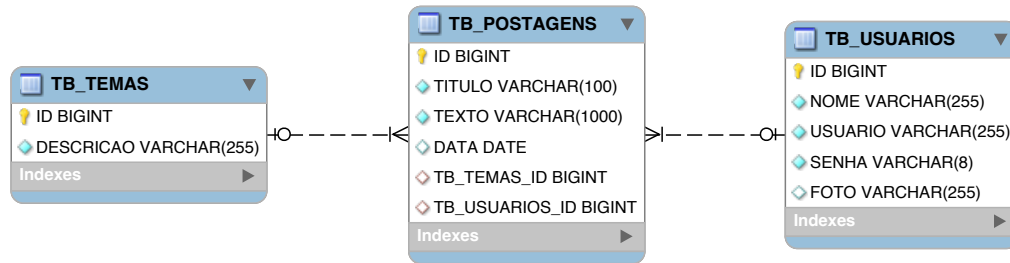 TB_TEMAS
ID BIGINT
DESCRICAO VARCHAR(255)
Indexes
TB_POSTAGENS
ID BIGINT
TITULO VARCHAR(100)
TEXTO VARCHAR(1000)
DATA DATE
TB_TEMAS_ID BIGINT
TB_USUARIOS_ID BIGINT
Indexes
TB_USUARIOS
ID BIGINT
NOME VARCHAR(255)
USUARIO VARCHAR(255)
SENHA VARCHAR(8)
FOTO VARCHAR(255)
Indexes